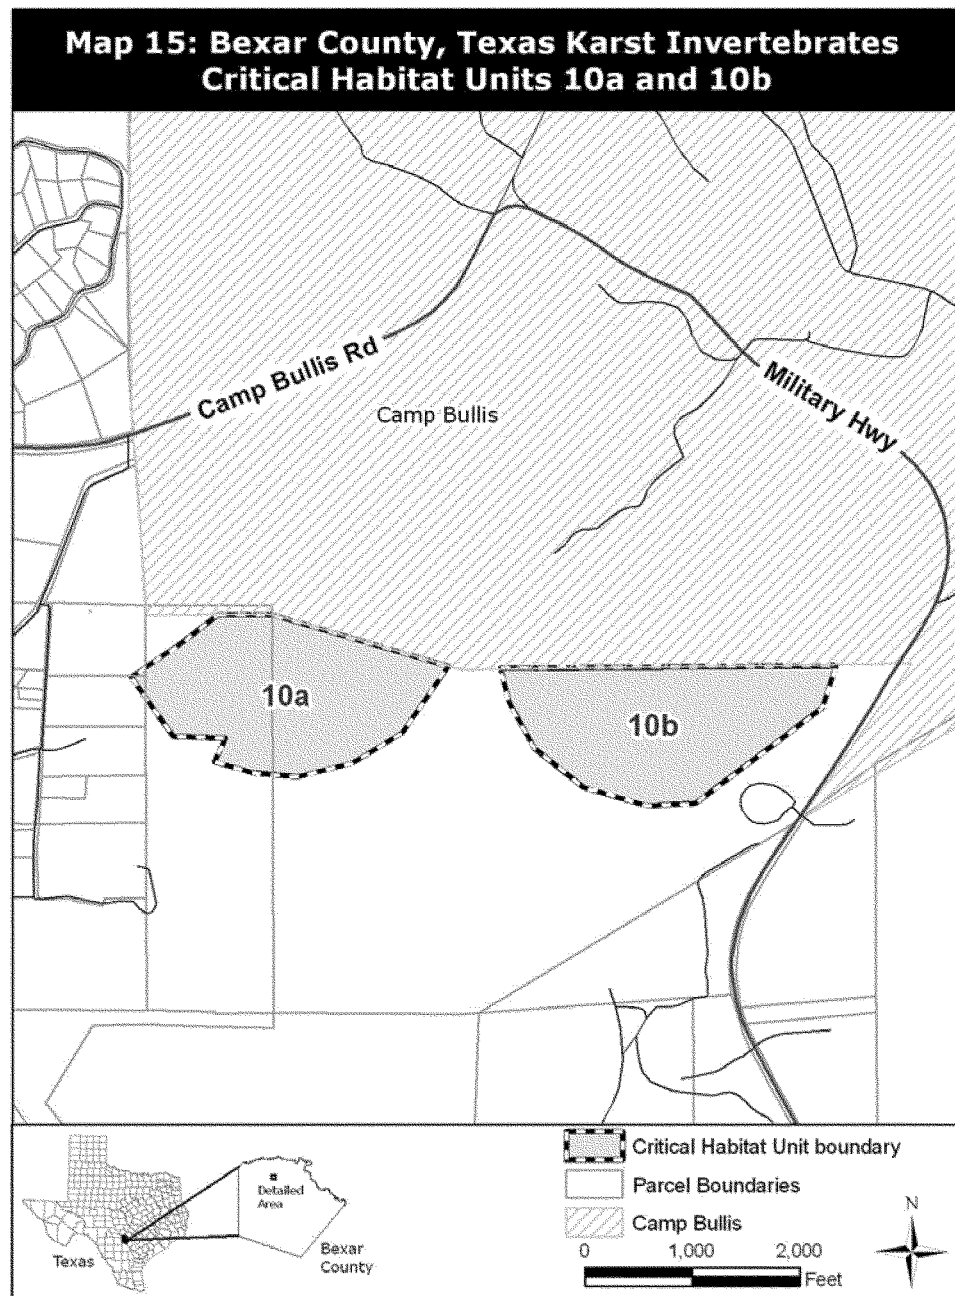 Map 15: Bexar County, Texas Karst Invertebrates
Critical Habitat Units 10a and 10b
Camp Bullis Rd
Camp Bullis
Military Hwy
10a
10b
Texas
Detailed
Area
Bexar
County
Critical Habitat Unit boundary
Parcel Boundaries
Camp Bullis
0 1,000 2,000
Feet
N